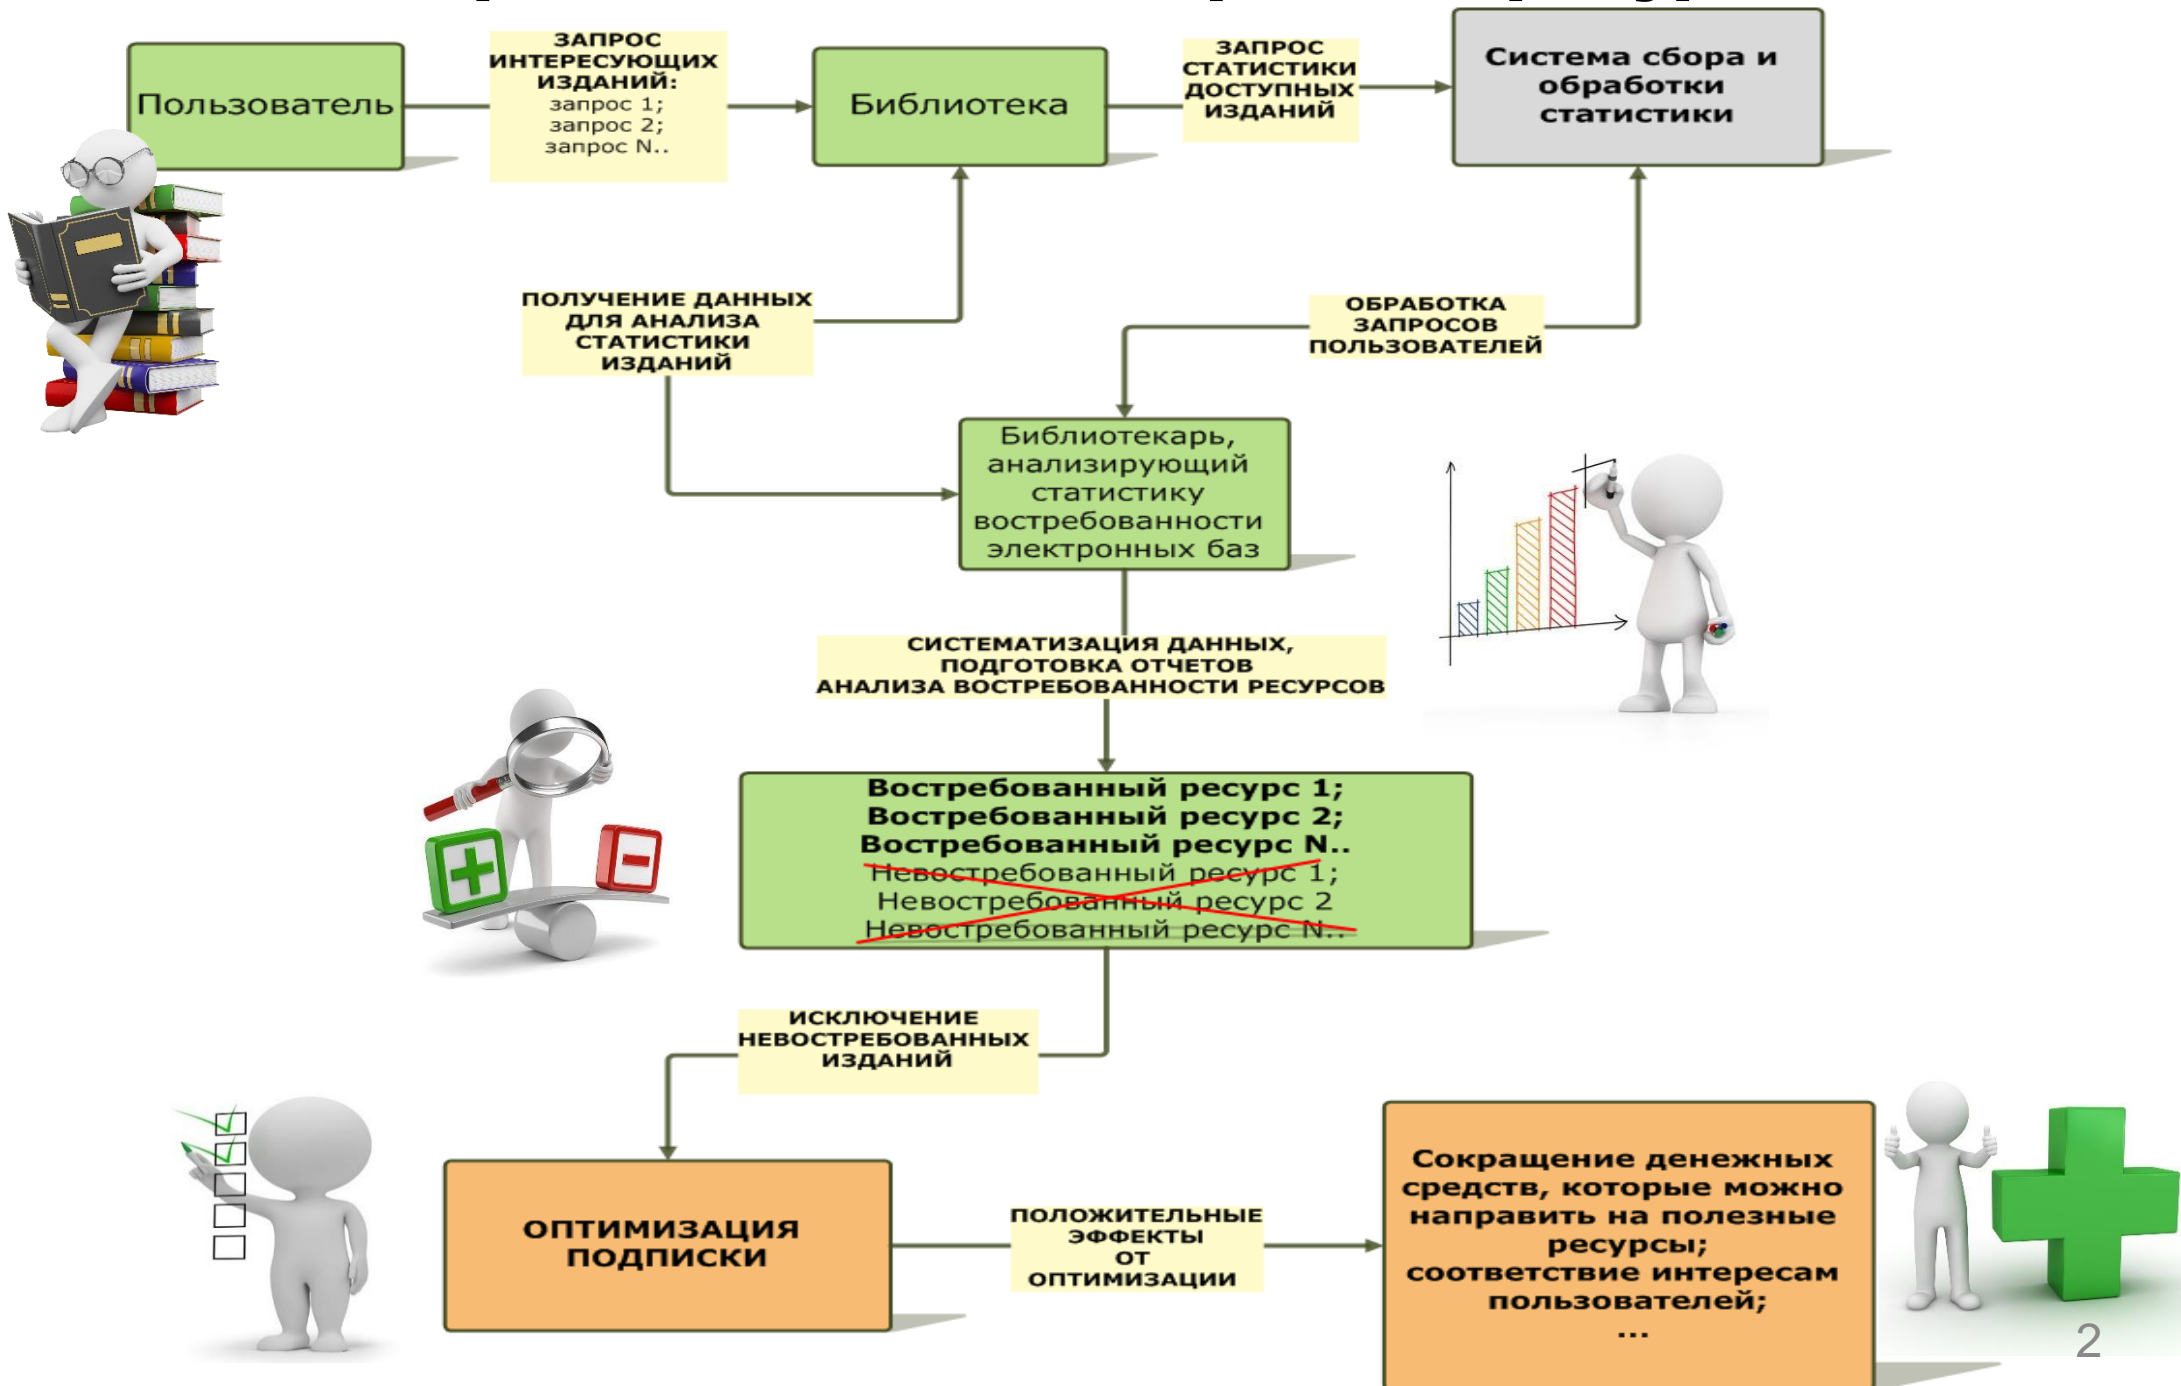 Пользователь
ЗАПРОС
ИНТЕРЕСУЮЩИХ
ИЗДАНИЙ:
запрос 1;
запрос 2;
запрос N..
Библиотека
ЗАПРОС
СТАТИСТИКИ
ДОСТУПНЫХ
ИЗДАНИЙ
Система сбора и
обработки
статистики
ПОЛУЧЕНИЕ ДАННЫХ
ДЛЯ АНАЛИЗА
СТАТИСТИКИ
ИЗДАНИЙ
ОБРАБОТКА
ЗАПРОСОВ
ПОЛЬЗОВАТЕЛЕЙ
Библиотекарь,
анализирующий
статистику
востребованности
электронных баз
СИСТЕМАТИЗАЦИЯ ДАННЫХ,
ПОДГОТОВКА ОТЧЕТОВ
АНАЛИЗА ВОСТРЕБОВАННОСТИ РЕСУРСОВ
Востребованный ресурс 1;
Востребованный ресурс 2;
Востребованный ресурс N..
Невостребованный ресурс 1;
Невостребованный ресурс 2
Невостребованный ресурс N..
ИСКЛЮЧЕНИЕ
НЕВОСТРЕБОВАННЫХ
ИЗДАНИЙ
ОПТИМИЗАЦИЯ
ПОДПИСКИ
ПОЛОЖИТЕЛЬНЫЕ
ЭФФЕКТЫ
ОТ
ОПТИМИЗАЦИИ
Сокращение денежных
средств, которые можно
направить на полезные
ресурсы;
соответствие интересам
пользователей;
...
2